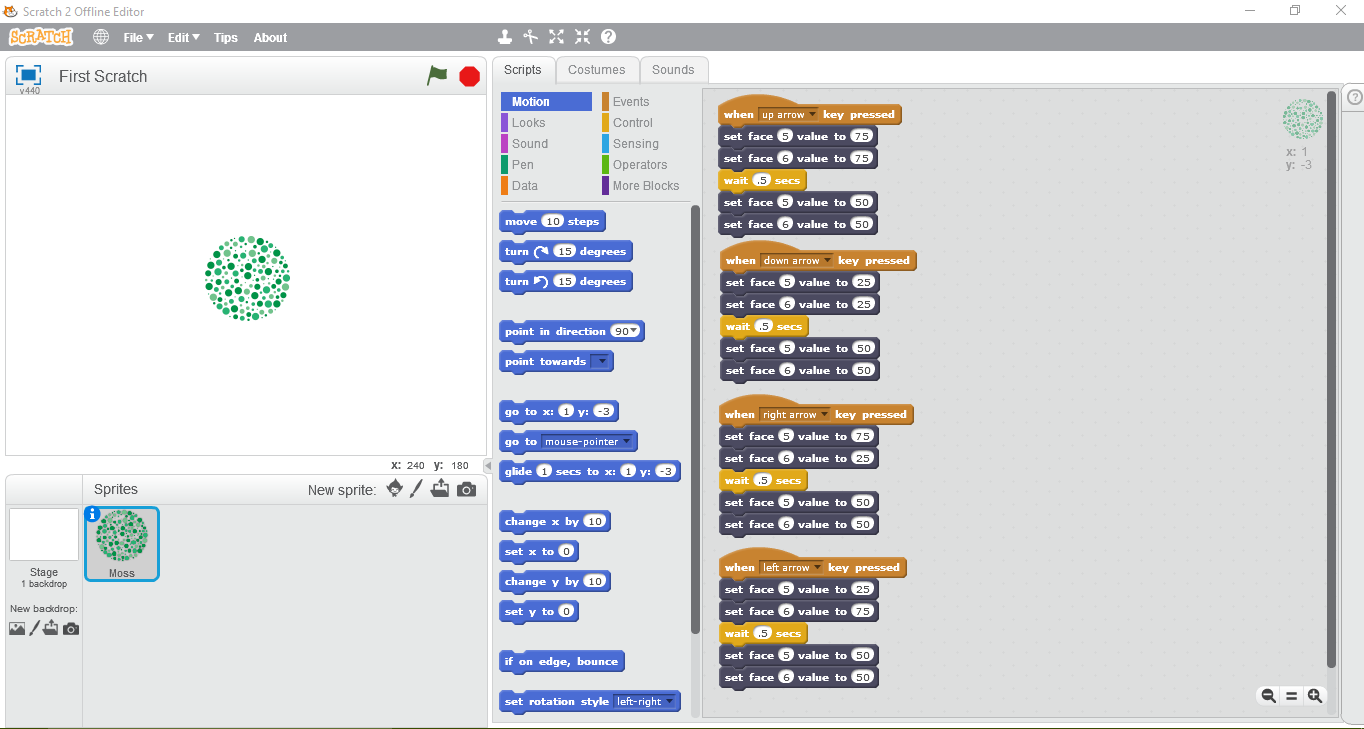 Scratch 2 Offline Editor
SCRATCH File Edit Tips About
First Scratch
v440
Scripts Costumes Sounds
Motion Events
Looks Control
Sound Sensing
Pen Operators
Data More Blocks
move 10 steps
turn 15 degrees
turn 15 degrees
point in direction 90
point towards
go to x: 1 y: -3
go to mouse-pointer
glide 1 secs to x: 1 y: -3
change x by 10
set x to 0
change y by 10
set y to 0
if on edge, bounce
set rotation style left-right
when up arrow key pressed
set face 5 value to 75
set face 6 value to 75
wait .5 secs
set face 5 value to 50
set face 6 value to 50
when down arrow key pressed
set face 5 value to 25
set face 6 value to 25
wait .5 secs
set face 5 value to 50
set face 6 value to 50
when right arrow key pressed
set face 5 value to 75
set face 6 value to 25
wait .5 secs
set face 5 value to 50
set face 6 value to 50
when left arrow key pressed
set face 5 value to 25
set face 6 value to 75
wait .5 secs
set face 5 value to 50
set face 6 value to 50
x: 1
y: -3
x: 240 y: 180
Sprites New sprite:
Stage
1 backdrop
New backdrop:
Moss